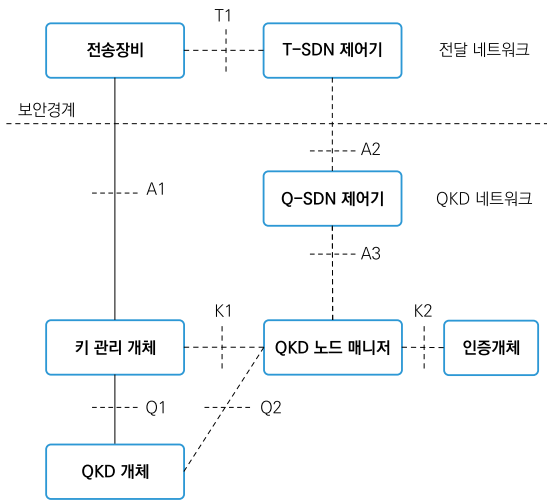 T1
전송장비
T-SDN 제어기
전달 네트워크
보안경계
A2
A1
Q-SDN 제어기
QKD 네트워크
A3
K1
K2
키 관리 개체
QKD 노드 매니저
인증개체
Q1
Q2
QKD 개체